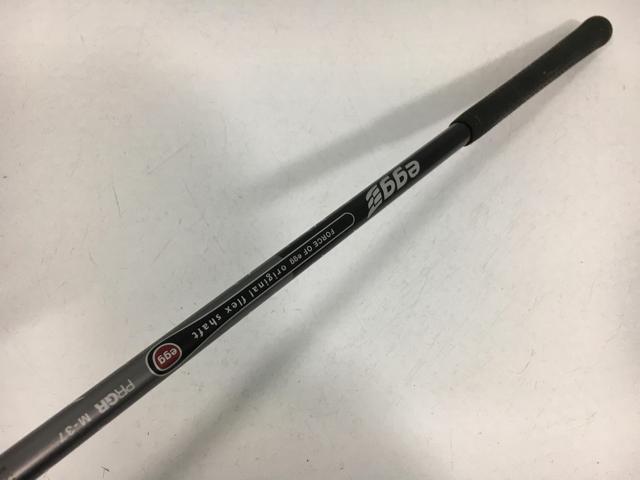 egg
FORCE OF egg original flex shaft
egg
PRGR M-37